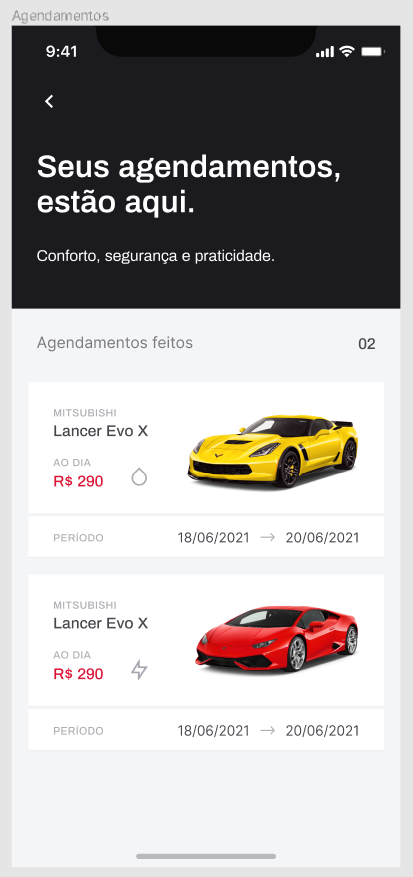 Agendamentos
9:41
Seus agendamentos,
estão aqui.
Conforto, segurança e praticidade.
Agendamentos feitos 02
MITSUBISHI
Lancer Evo X
AO DIA
R$ 290
PERÍODO 18/06/2021 → 20/06/2021
MITSUBISHI
Lancer Evo X
AO DIA
R$ 290
PERÍODO 18/06/2021 → 20/06/2021